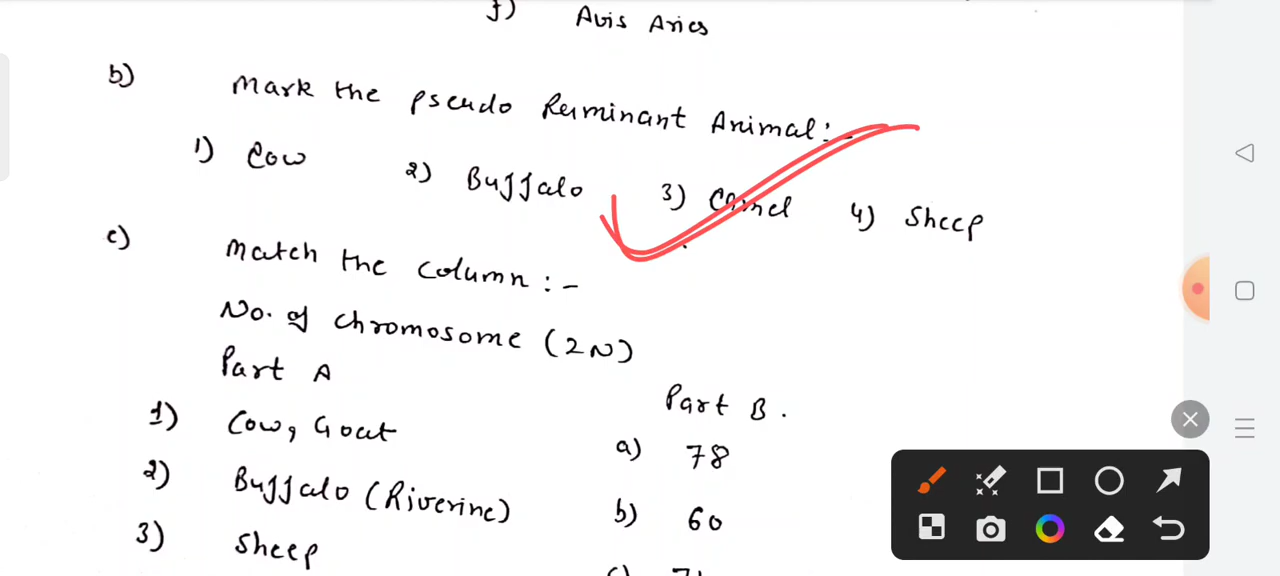 f) Avis Aries
b) Mark the pseudo Ruminant Animal:-
1) Cow 2) Buffalo 3) Camel 4) Sheep
c) Match the column :-
No. of chromosome (2N)
Part A Part B.
1) Cow, Goat a) 78
2) Buffalo (Riverine) b) 60
3) Sheep c)